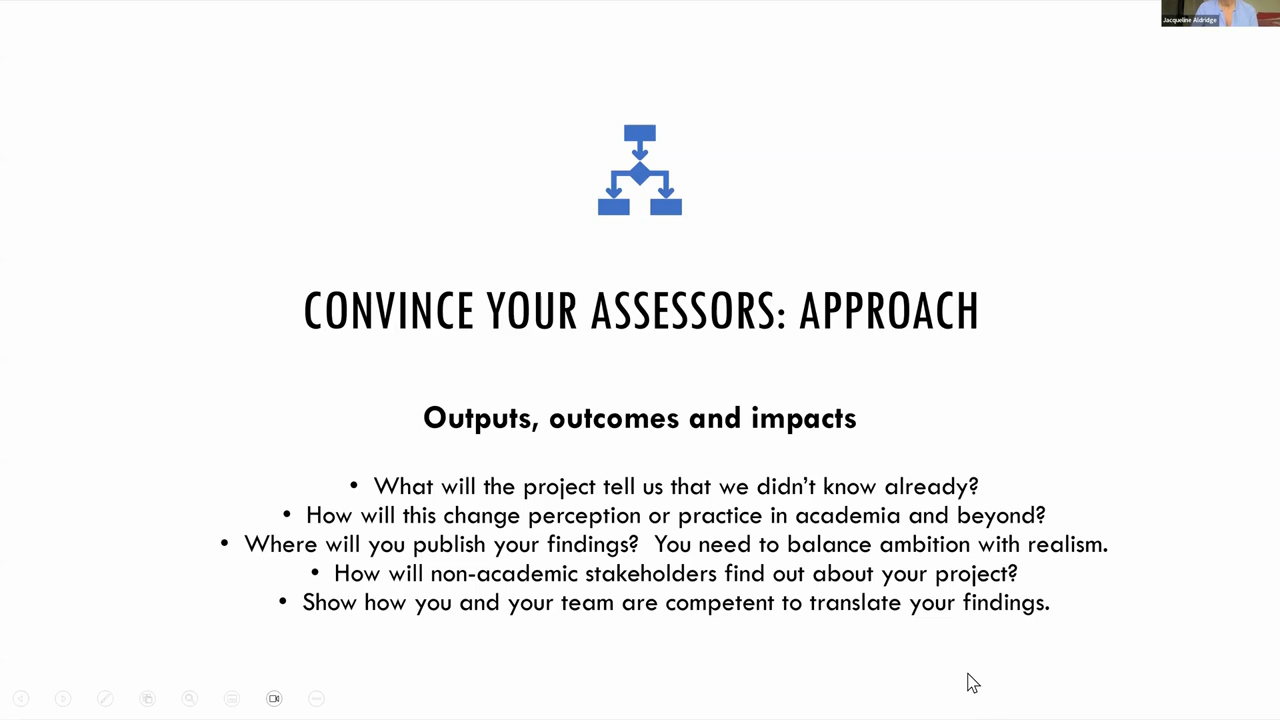 Jacqueline Aldridge
CONVINCE YOUR ASSESSORS: APPROACH
Outputs, outcomes and impacts
• What will the project tell us that we didn’t know already?
• How will this change perception or practice in academia and beyond?
• Where will you publish your findings?  You need to balance ambition with realism.
• How will non-academic stakeholders find out about your project?
• Show how you and your team are competent to translate your findings.